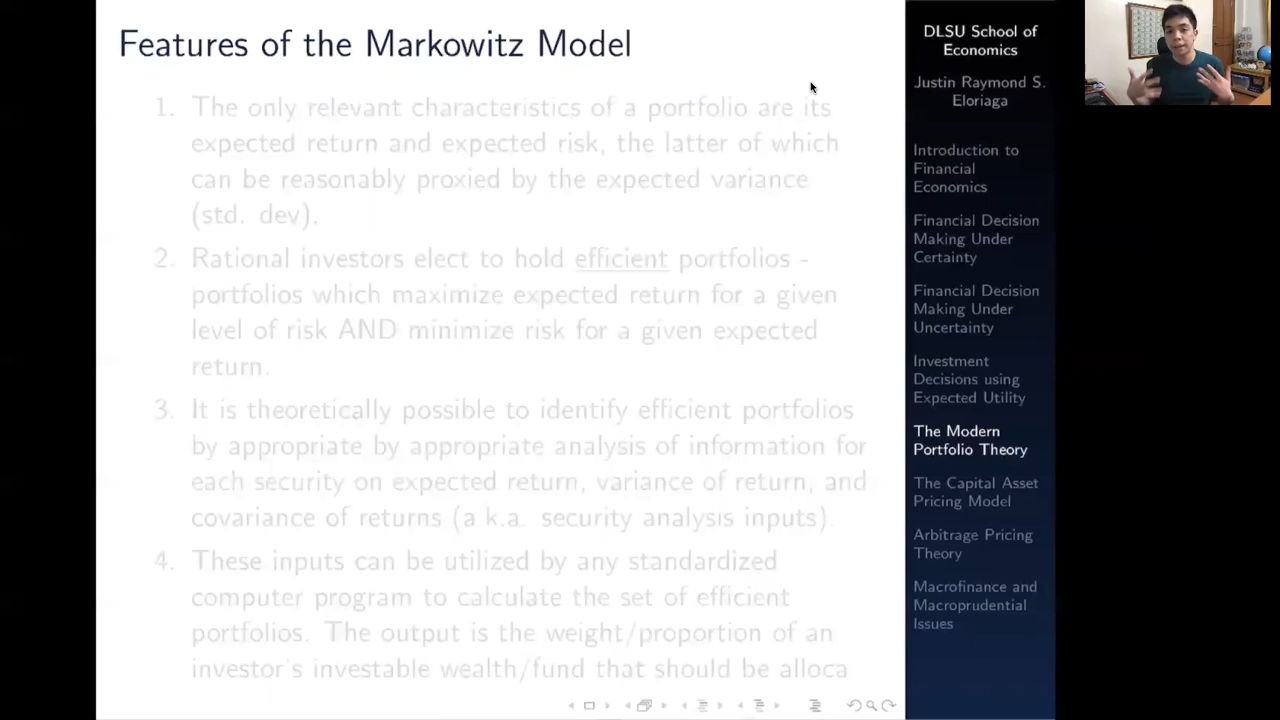 Features of the Markowitz Model
1. The only relevant characteristics of a portfolio are its
expected return and expected risk, the latter of which
can be reasonably proxied by the expected variance
(std. dev).
2. Rational investors elect to hold efficient portfolios -
portfolios which maximize expected return for a given
level of risk AND minimize risk for a given expected
return.
3. It is theoretically possible to identify efficient portfolios
by appropriate by appropriate analysis of information for
each security on expected return, variance of return, and
covariance of returns (a.k.a. security analysis inputs).
4. These inputs can be utilized by any standardized
computer program to calculate the set of efficient
portfolios. The output is the weight/proportion of an
investor's investable wealth/fund that should be alloca
DLSU School of
Economics
Justin Raymond S.
Eloriaga
Introduction to
Financial
Economics
Financial Decision
Making Under
Certainty
Financial Decision
Making Under
Uncertainty
Investment
Decisions using
Expected Utility
The Modern
Portfolio Theory
The Capital Asset
Pricing Model
Arbitrage Pricing
Theory
Macrofinance and
Macroprudential
Issues